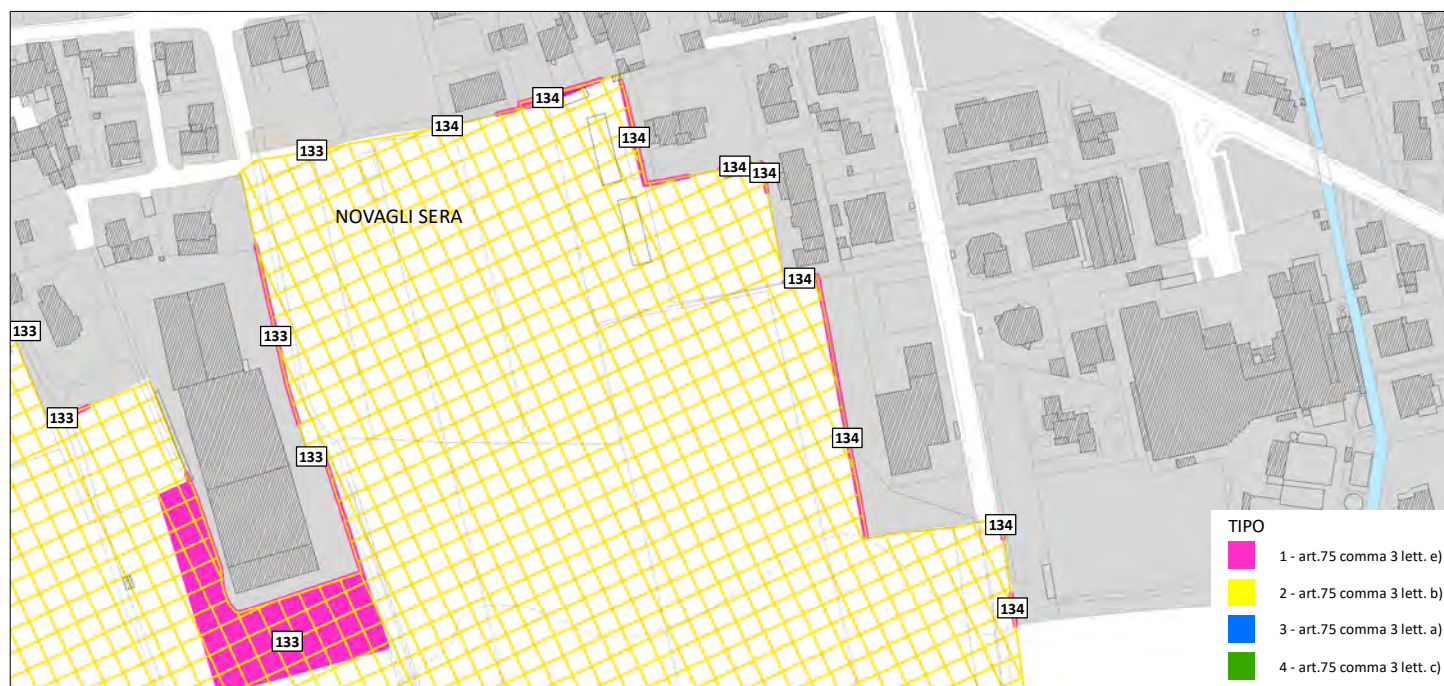 134
134
133
134
134
134
NOVAGLI SERA
134
133
133
133
134
133
134
134
133
TIPO
1 - art.75 comma 3 lett. e)
2 - art.75 comma 3 lett. b)
3 - art.75 comma 3 lett. a)
4 - art.75 comma 3 lett. c)